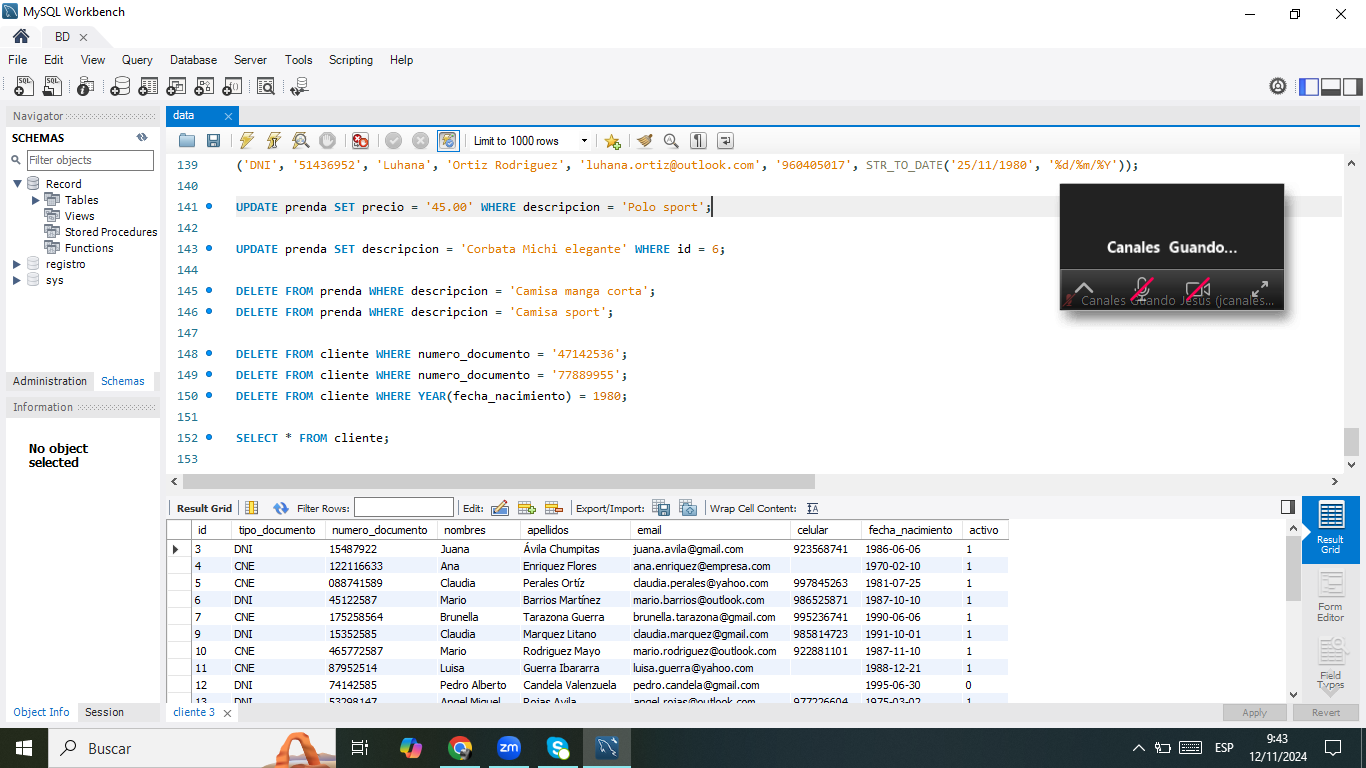 MySQL Workbench
BD
File Edit View Query Database Server Tools Scripting Help
Navigator
SCHEMAS
Filter objects
Record
Tables
Views
Stored Procedures
Functions
registro
sys
Administration Schemas
Information
No object
selected
Object Info Session
data
Limit to 1000 rows
139 ('DNI', '51436952', 'Luhana', 'Ortiz Rodriguez', 'luhana.ortiz@outlook.com', '960405017', STR_TO_DATE('25/11/1980', '%d/%m/%Y'));
140
141 UPDATE prenda SET precio = '45.00' WHERE descripcion = 'Polo sport';
142
143 UPDATE prenda SET descripcion = 'Corbata Michi elegante' WHERE id = 6;
144
145 DELETE FROM prenda WHERE descripcion = 'Camisa manga corta';
146 DELETE FROM prenda WHERE descripcion = 'Camisa sport';
147
148 DELETE FROM cliente WHERE numero_documento = '47142536';
149 DELETE FROM cliente WHERE numero_documento = '77889955';
150 DELETE FROM cliente WHERE YEAR(fecha_nacimiento) = 1980;
151
152 SELECT * FROM cliente;
153
Canales Guando...
Canales Guando Jesus (jcanales...
Result Grid Filter Rows: Edit: Export/Import: Wrap Cell Content:
id tipo_documento numero_documento nombres apellidos email celular fecha_nacimiento activo
3 DNI 15487922 Juana Ávila Chumpitas juana.avila@gmail.com 923568741 1986-06-06 1
4 CNE 122116633 Ana Enriquez Flores ana.enriquez@empresa.com 1970-02-10 1
5 CNE 088741589 Claudia Perales Ortíz claudia.perales@yahoo.com 997845263 1981-07-25 1
6 DNI 45122587 Mario Barrios Martínez mario.barrios@outlook.com 986525871 1987-10-10 1
7 CNE 175258564 Brunella Tarazona Guerra brunella.tarazona@gmail.com 995236741 1990-06-06 1
9 DNI 15352585 Claudia Marquez Litano claudia.marquez@gmail.com 985814723 1991-10-01 1
10 CNE 465772587 Mario Rodriguez Mayo mario.rodriguez@outlook.com 922881101 1987-11-10 1
11 CNE 87952514 Luisa Guerra Ibararra luisa.guerra@yahoo.com 1988-12-21 1
12 DNI 74142585 Pedro Alberto Candela Valenzuela pedro.candela@gmail.com 1995-06-30 0
13 DNI 53298147 Angel Miguel Rojas Avila angel.rojas@outlook.com 977226604 1975-03-02 1
Result
Grid
Form
Editor
Field
Types
cliente 3
Apply Revert
Buscar
zm
ESP
9:43
12/11/2024